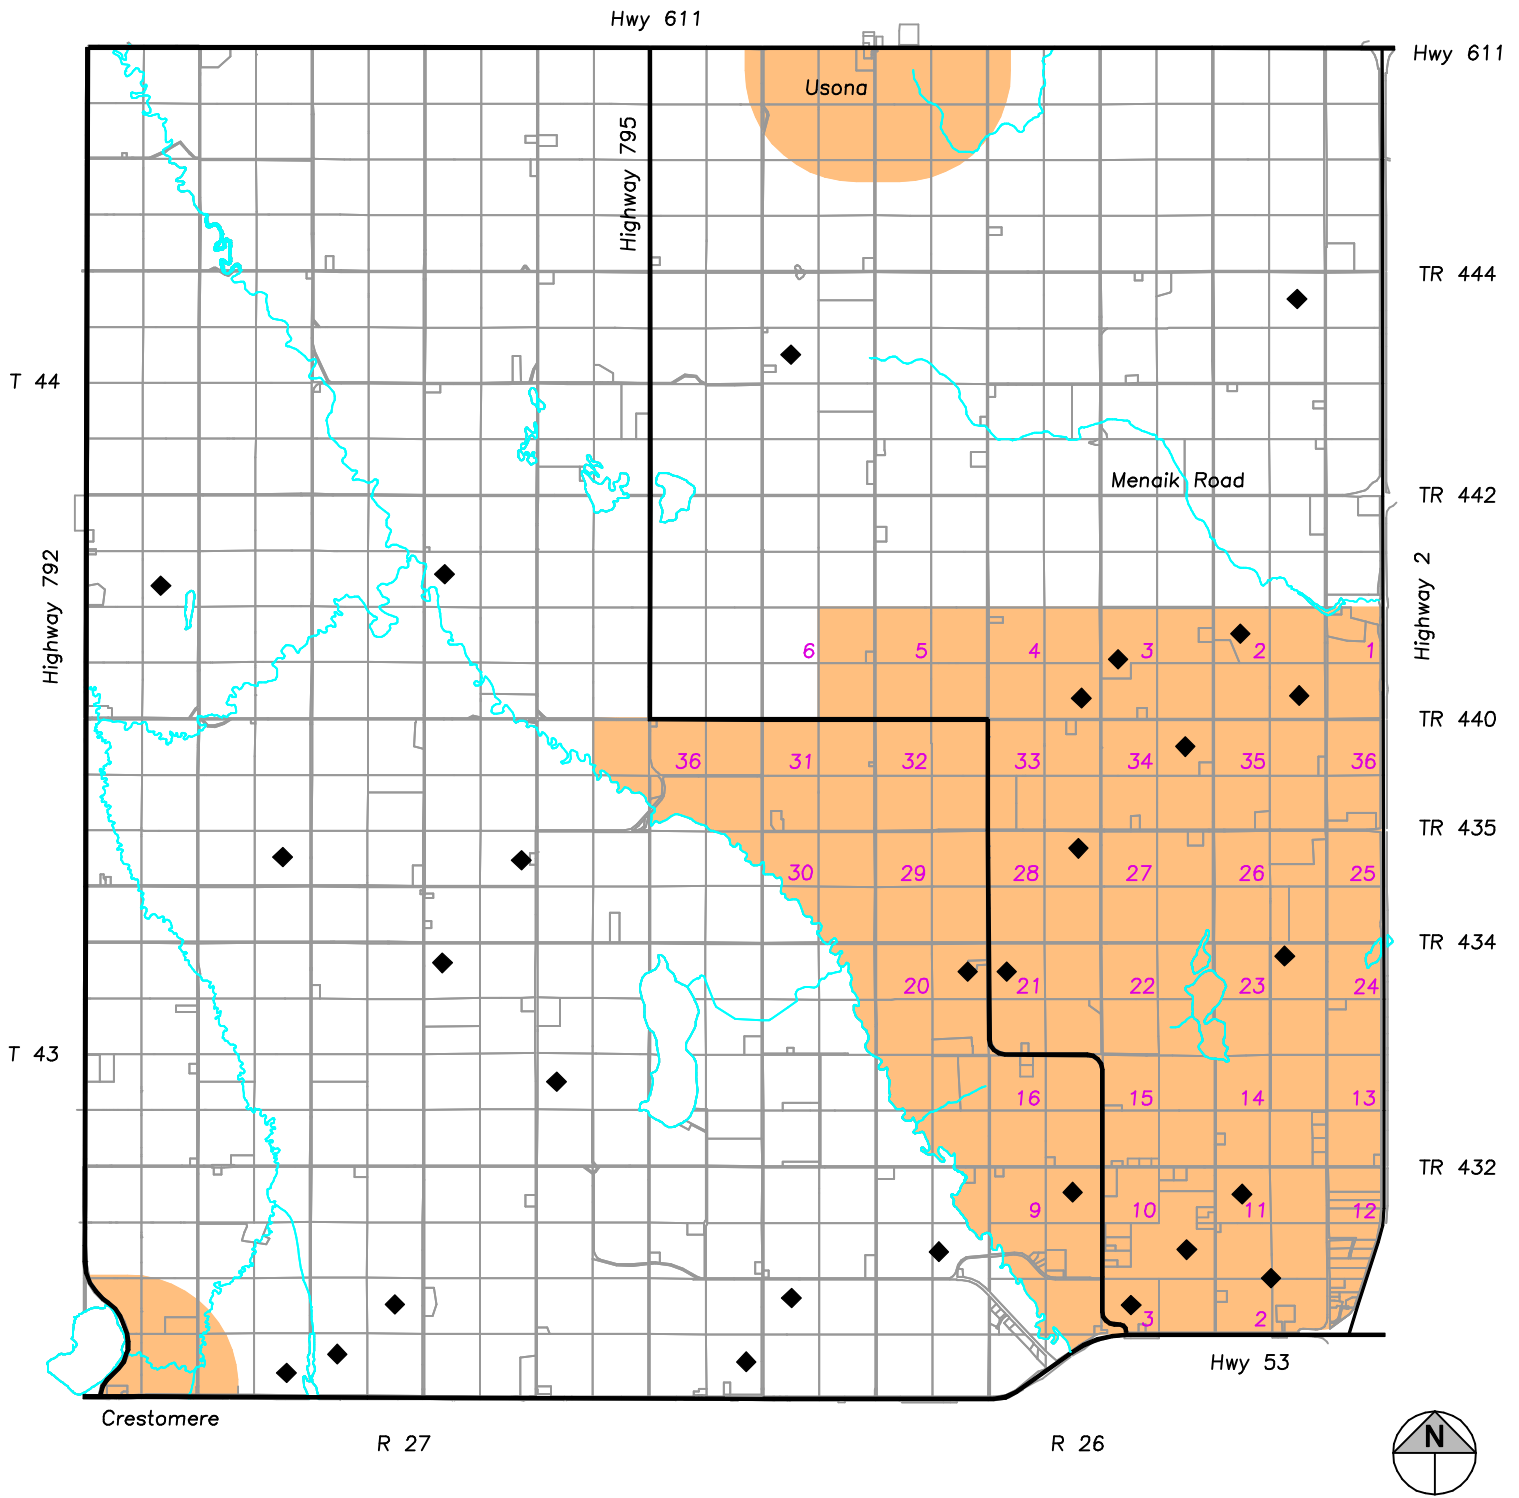 Hwy 611
Hwy 611
Usona
Highway 795
TR 444
T 44
Menaik Road
TR 442
Highway 792
Highway 2
6 5 4 3 2 1
TR 440
36 31 32 33 34 35 36
TR 435
30 29 28 27 26 25
TR 434
20 21 22 23 24
T 43
16 15 14 13
TR 432
9 10 11 12
3 2
Hwy 53
Crestomere
R 27
R 26
N